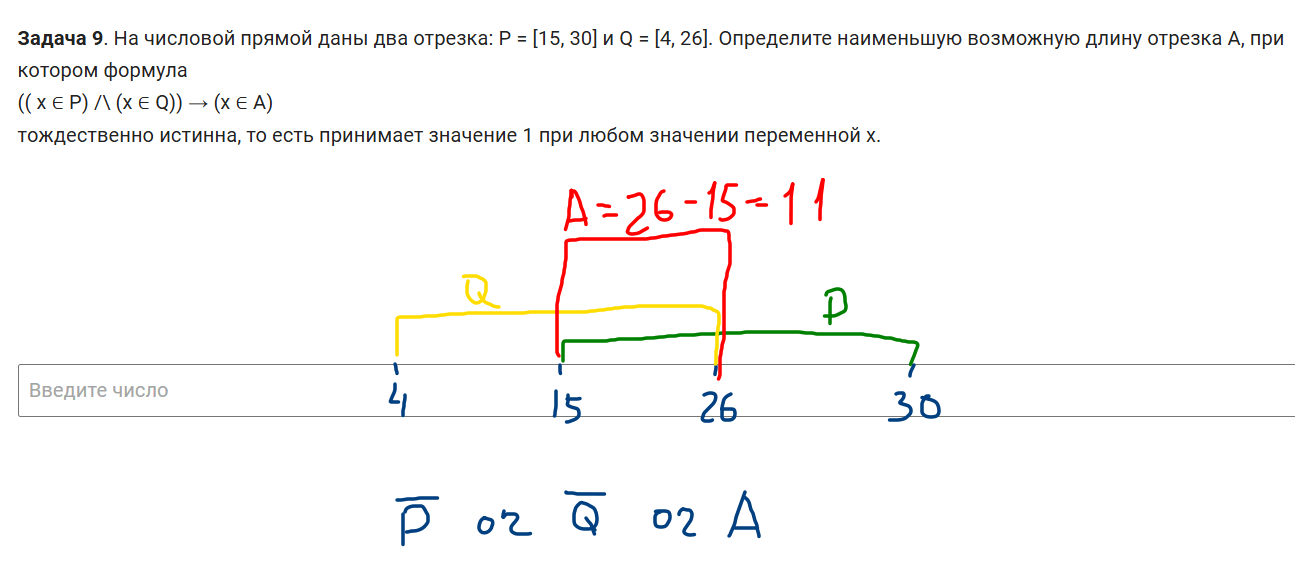 Задача 9. На числовой прямой даны два отрезка: P = [15, 30] и Q = [4, 26]. Определите наименьшую возможную длину отрезка A, при
котором формула
(( x ∈ P) /\ (x ∈ Q)) → (x ∈ A)
тождественно истинна, то есть принимает значение 1 при любом значении переменной x.
A = 26 - 15 = 11
Q P
Введите число
4 15 26 30
P̅ or Q̅ or A